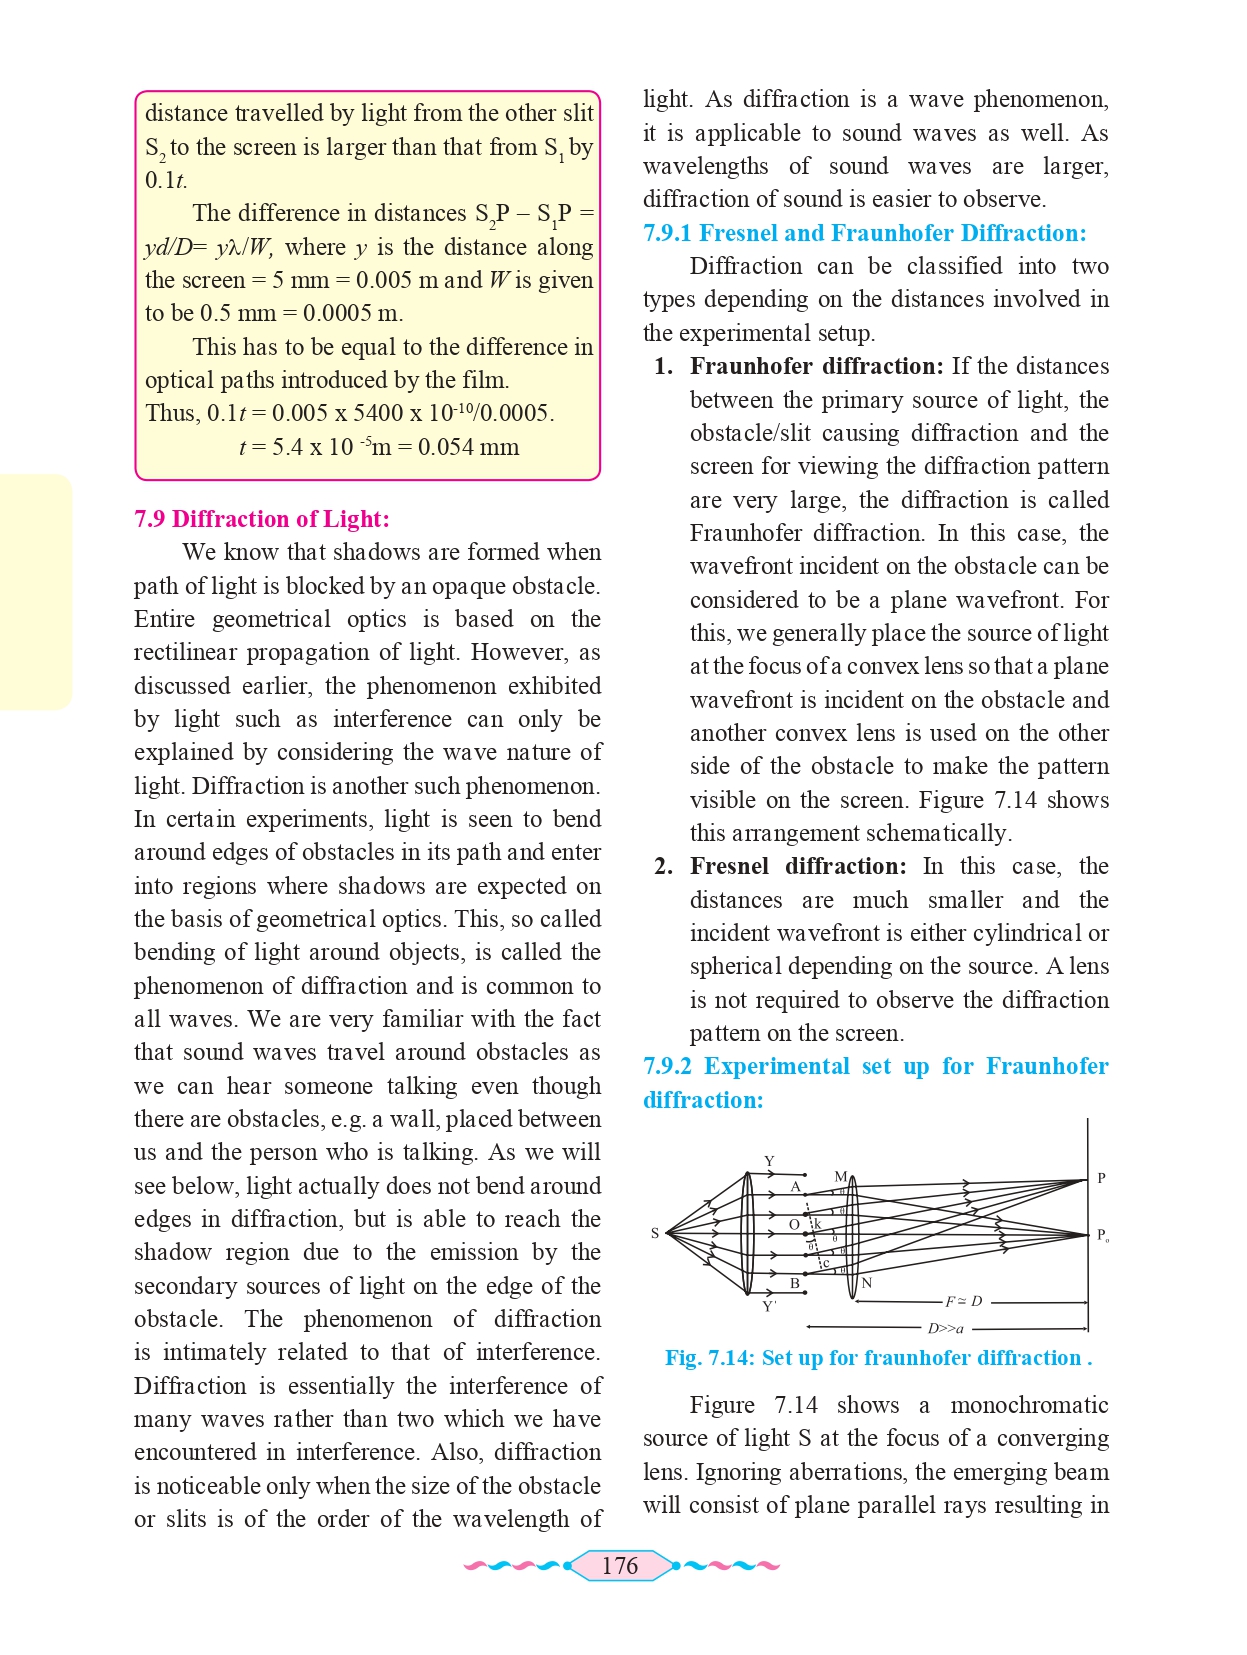 distance travelled by light from the other slit
S2 to the screen is larger than that from S1 by
0.1t.
The difference in distances S2P – S1P =
yd/D= yλ/W, where y is the distance along
the screen = 5 mm = 0.005 m and W is given
to be 0.5 mm = 0.0005 m.
This has to be equal to the difference in
optical paths introduced by the film.
Thus, 0.1t = 0.005 x 5400 x 10-10/0.0005.
t = 5.4 x 10 -5m = 0.054 mm
7.9 Diffraction of Light:
We know that shadows are formed when
path of light is blocked by an opaque obstacle.
Entire geometrical optics is based on the
rectilinear propagation of light. However, as
discussed earlier, the phenomenon exhibited
by light such as interference can only be
explained by considering the wave nature of
light. Diffraction is another such phenomenon.
In certain experiments, light is seen to bend
around edges of obstacles in its path and enter
into regions where shadows are expected on
the basis of geometrical optics. This, so called
bending of light around objects, is called the
phenomenon of diffraction and is common to
all waves. We are very familiar with the fact
that sound waves travel around obstacles as
we can hear someone talking even though
there are obstacles, e.g. a wall, placed between
us and the person who is talking. As we will
see below, light actually does not bend around
edges in diffraction, but is able to reach the
shadow region due to the emission by the
secondary sources of light on the edge of the
obstacle. The phenomenon of diffraction
is intimately related to that of interference.
Diffraction is essentially the interference of
many waves rather than two which we have
encountered in interference. Also, diffraction
is noticeable only when the size of the obstacle
or slits is of the order of the wavelength of
light. As diffraction is a wave phenomenon,
it is applicable to sound waves as well. As
wavelengths of sound waves are larger,
diffraction of sound is easier to observe.
7.9.1 Fresnel and Fraunhofer Diffraction:
Diffraction can be classified into two
types depending on the distances involved in
the experimental setup.
1. Fraunhofer diffraction: If the distances
between the primary source of light, the
obstacle/slit causing diffraction and the
screen for viewing the diffraction pattern
are very large, the diffraction is called
Fraunhofer diffraction. In this case, the
wavefront incident on the obstacle can be
considered to be a plane wavefront. For
this, we generally place the source of light
at the focus of a convex lens so that a plane
wavefront is incident on the obstacle and
another convex lens is used on the other
side of the obstacle to make the pattern
visible on the screen. Figure 7.14 shows
this arrangement schematically.
2. Fresnel diffraction: In this case, the
distances are much smaller and the
incident wavefront is either cylindrical or
spherical depending on the source. A lens
is not required to observe the diffraction
pattern on the screen.
7.9.2 Experimental set up for Fraunhofer
diffraction:
Y
M
P
A
θ
θ
O
k
S
θ
P0
θ
θ
c
θ
B
N
Y'
F ≃ D
D>>a
Fig. 7.14: Set up for fraunhofer diffraction .
Figure 7.14 shows a monochromatic
source of light S at the focus of a converging
lens. Ignoring aberrations, the emerging beam
will consist of plane parallel rays resulting in
176